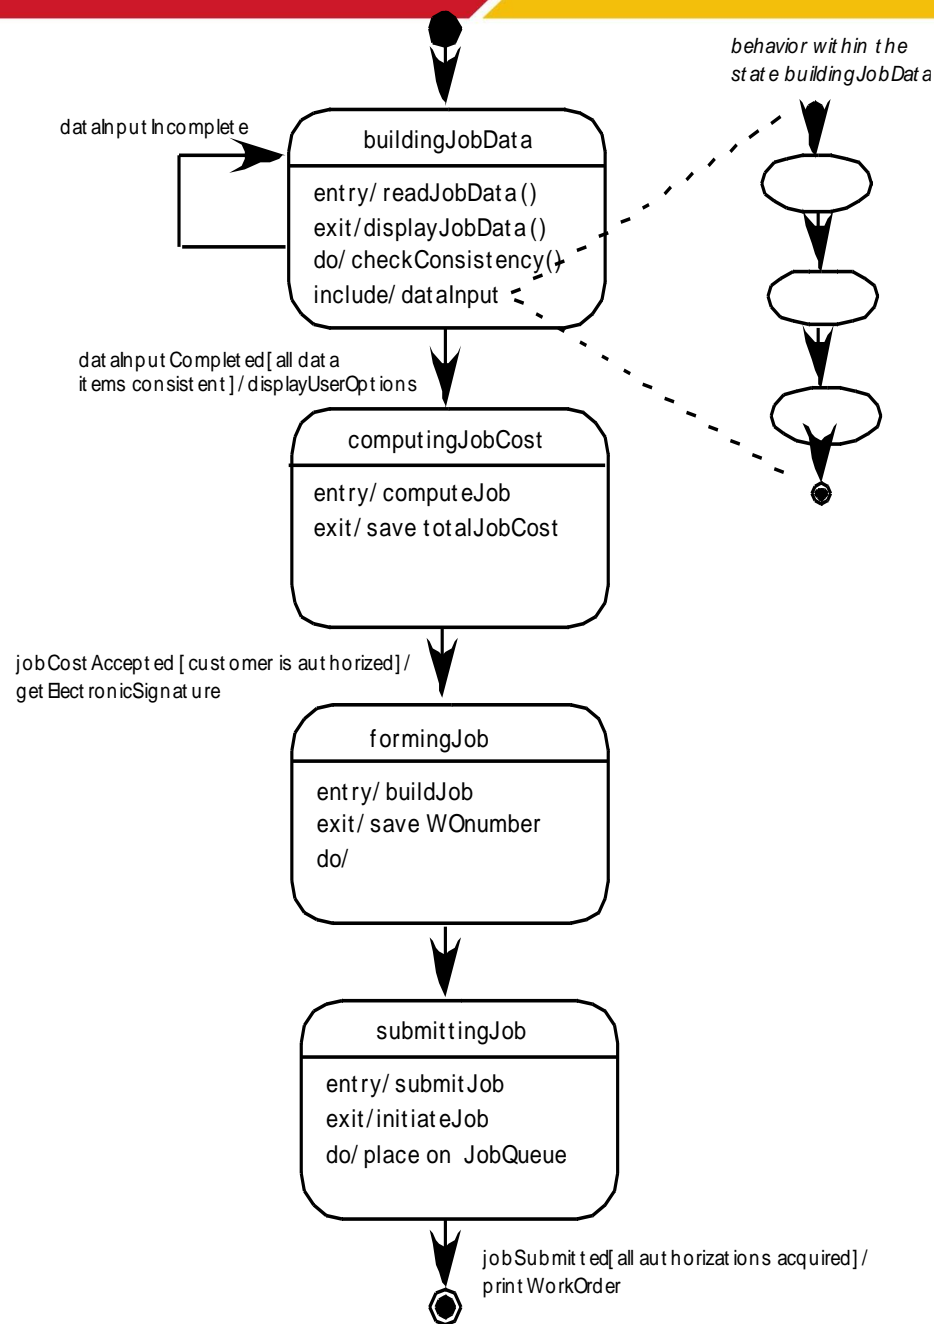 behavior within the
state buildingJobData
dataInputIncomplete
buildingJobData
entry/readJobData()
exit/displayJobData()
do/checkConsistency()
include/dataInput
dataInputCompleted[all data
items consistent]/displayUserOptions
computingJobCost
entry/computeJob
exit/save totalJobCost
jobCostAccepted [customer is authorized]/
getElectronicSignature
formingJob
entry/buildJob
exit/save WOnumber
do/
submittingJob
entry/submitJob
exit/initiateJob
do/place on JobQueue
jobSubmitted[all authorizations acquired]/
printWorkOrder